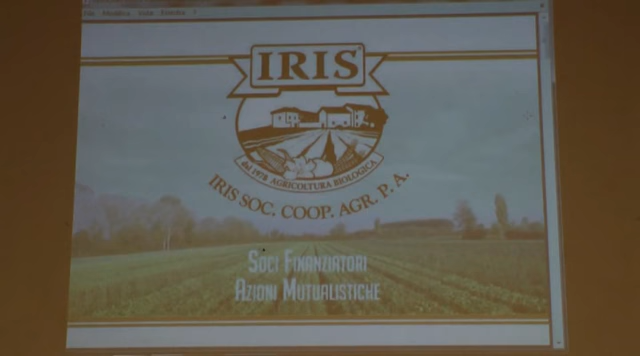 IRIS
dal 1978 AGRICOLTURA BIOLOGICA
IRIS SOC. COOP. AGR. P. A.
SOCI FINANZIATORI
AZIONI MUTUALISTICHE